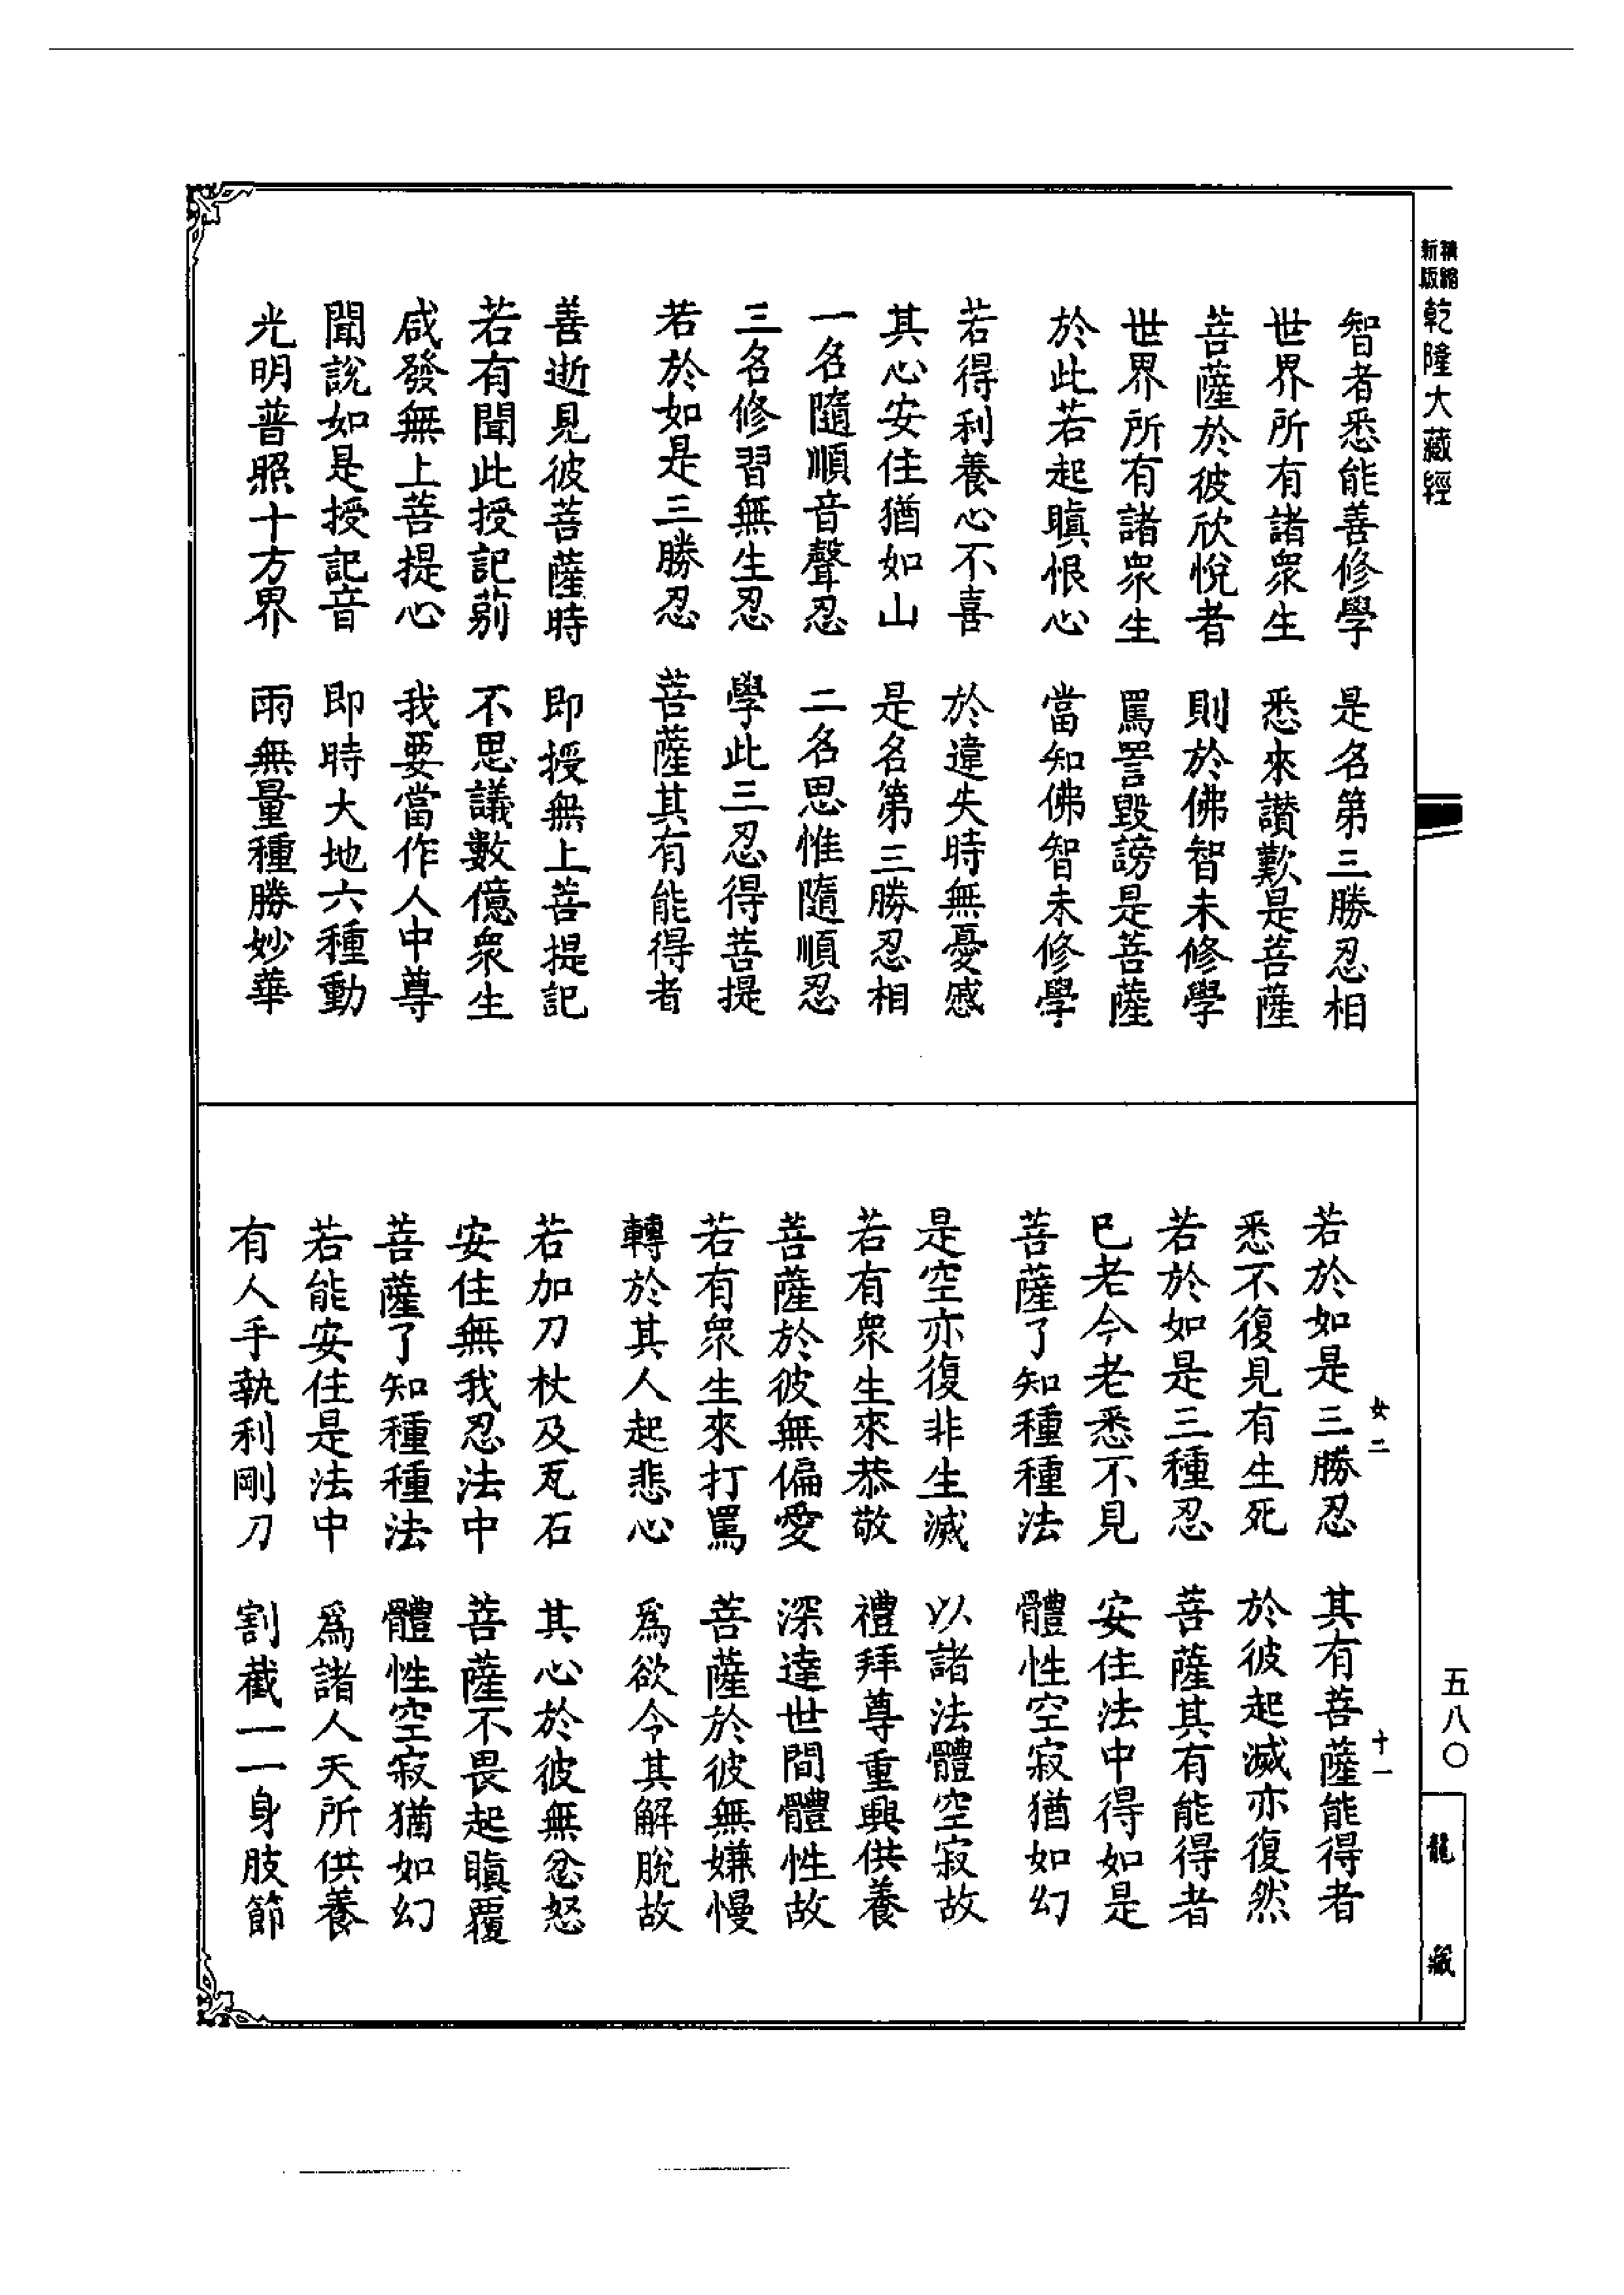 精縮新版乾隆大藏經
智者悉能善修學　是名第三勝忍相
世界所有諸衆生　悉來讃歎是菩薩
菩薩於彼欣悅者　則於佛智未修學
世界所有諸衆生　罵詈毀謗是菩薩
於此若起瞋恨心　當知佛智未修學
若得利養心不喜　於違失時無憂慼
其心安住猶如山　是名第三勝忍相
一名隨順音聲忍　二名思惟隨順忍
三名修習無生忍　學此三忍得菩提
若於如是三勝忍　菩薩其有能得者
善逝見彼菩薩時　即授無上菩提記
若有聞此授記莂　不思議數億衆生
咸發無上菩提心　我要當作人中尊
聞說如是授記音　即時大地六種動
光明普照十方界　雨無量種勝妙華
五八〇
龍藏
女二　十一
若於如是三勝忍　其有菩薩能得者
悉不復見有生死　於彼起滅亦復然
若於如是三種忍　菩薩其有能得者
巳老今老悉不見　安住法中得如是
菩薩了知種種法　體性空寂猶如幻
是空亦復非生滅　以諸法體空寂故
若有衆生來恭敬　禮拜尊重興供養
菩薩於彼無偏愛　深達世間體性故
若有衆生來打罵　菩薩於彼無嫌慢
轉於其人起悲心　爲欲令其解脫故
若加刀杖及瓦石　其心於彼無忿怒
安住無我忍法中　菩薩不畏起瞋覆
菩薩了知種種法　體性空寂猶如幻
若能安住是法中　爲諸人天所供養
有人手執利剛刀　割截一一身肢節